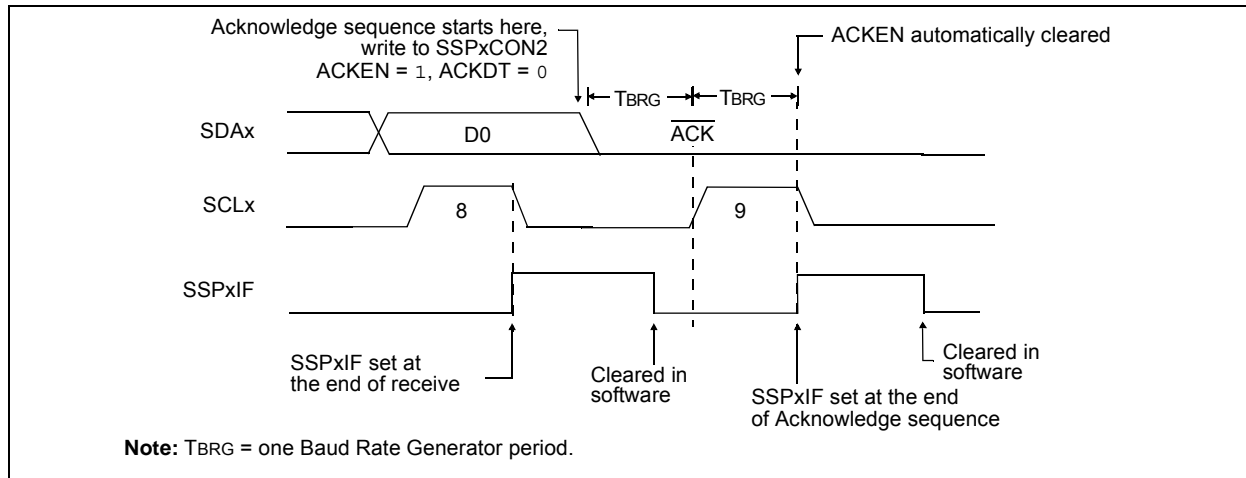 Acknowledge sequence starts here,
write to SSPxCON2
ACKEN = 1, ACKDT = 0
ACKEN automatically cleared
TBRG
TBRG
SDAx
D0
ACK
SCLx
8
9
SSPxIF
SSPxIF set at
the end of receive
Cleared in
software
SSPxIF set at the end
of Acknowledge sequence
Cleared in
software
Note: TBRG = one Baud Rate Generator period.